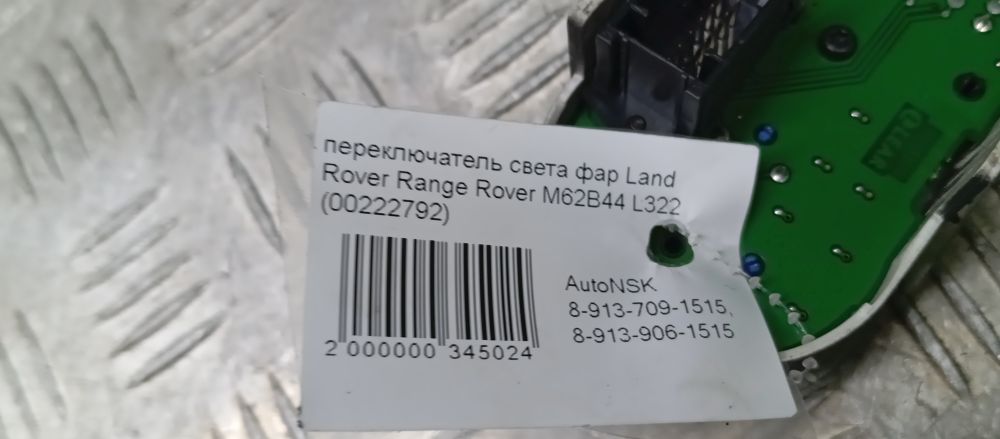 переключатель света фар Land
Rover Range Rover M62B44 L322
(00222792)
2 000000 345024
AutoNSK
8-913-709-1515,
8-913-906-1515